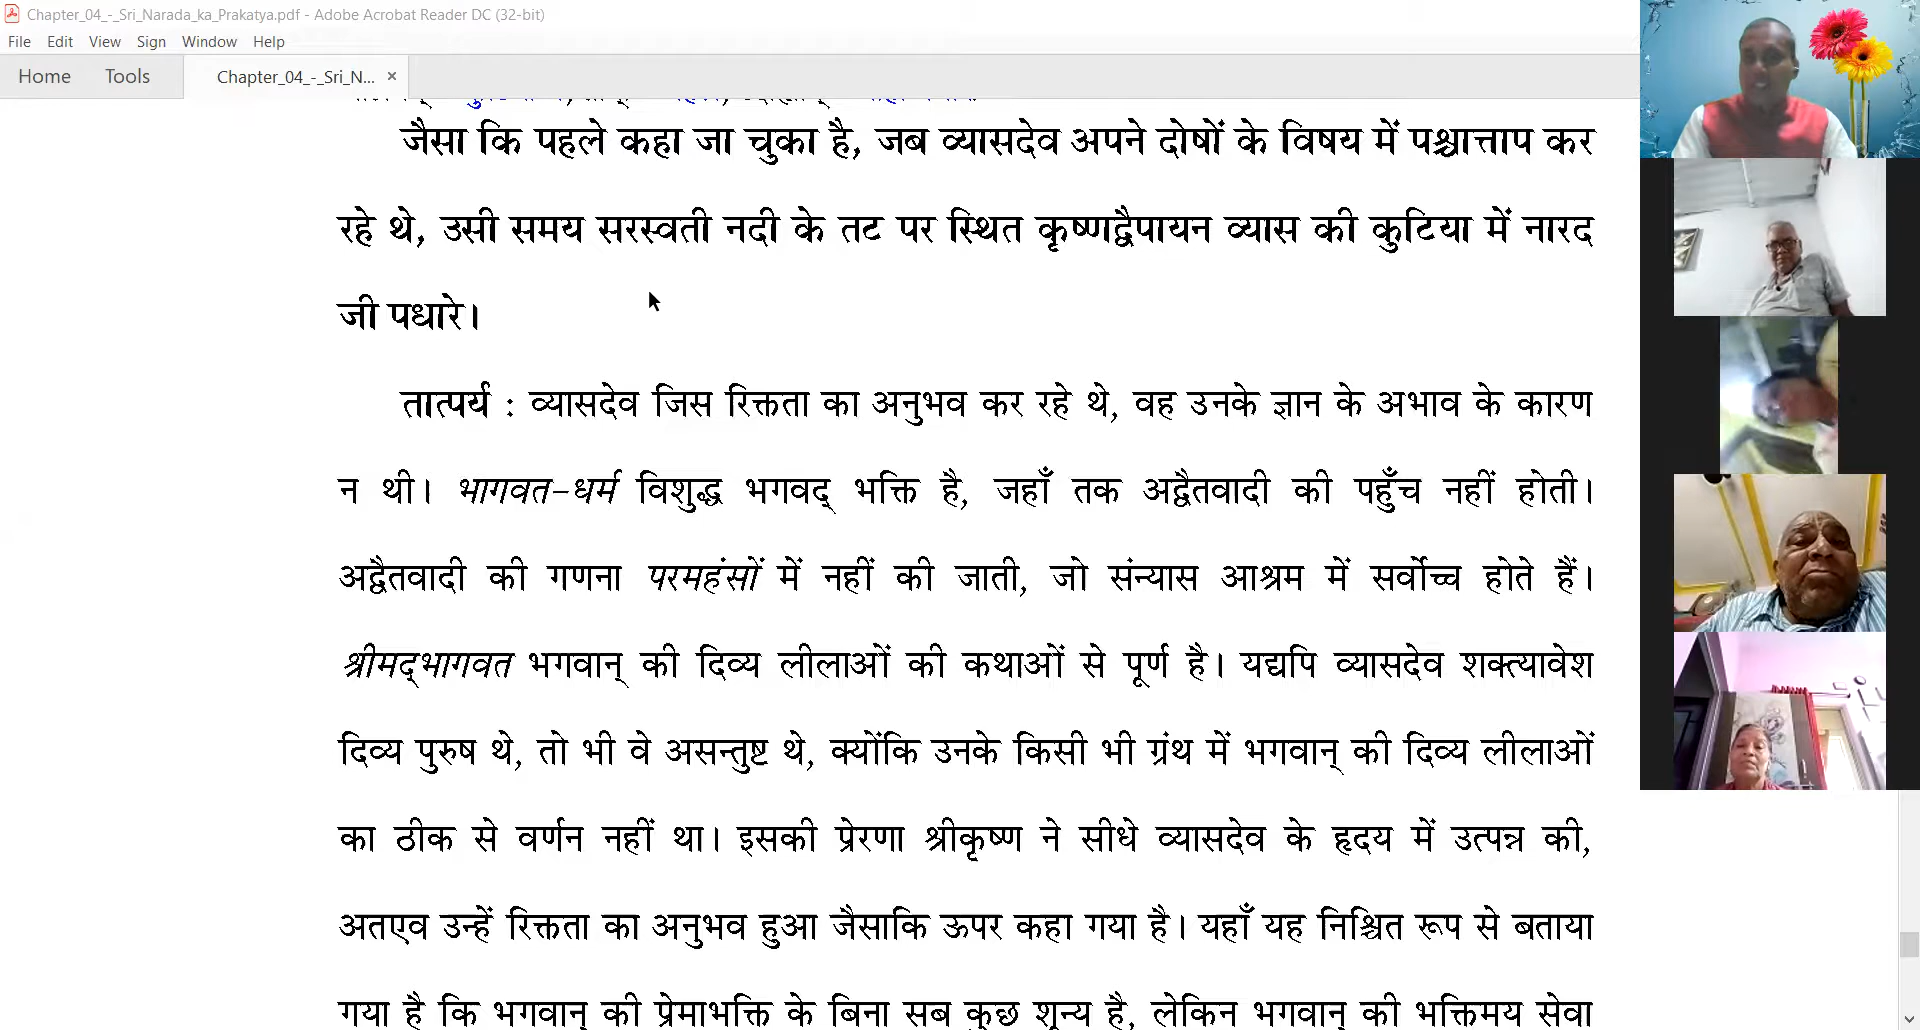 Chapter_04_-_Sri_Narada_ka_Prakatya.pdf - Adobe Acrobat Reader DC (32-bit)
File Edit View Sign Window Help
Home Tools Chapter_04_-_Sri_N... ×
जैसा कि पहले कहा जा चुका है, जब व्यासदेव अपने दोषों के विषय में पश्चात्ताप कर
रहे थे, उसी समय सरस्वती नदी के तट पर स्थित कृष्णद्वैपायन व्यास की कुटिया में नारद
जी पधारे।
तात्पर्य : व्यासदेव जिस रिक्तता का अनुभव कर रहे थे, वह उनके ज्ञान के अभाव के कारण
न थी। भागवत-धर्म विशुद्ध भगवद् भक्ति है, जहाँ तक अद्वैतवादी की पहुँच नहीं होती।
अद्वैतवादी की गणना परमहंसों में नहीं की जाती, जो संन्यास आश्रम में सर्वोच्च होते हैं।
श्रीमद्भागवत भगवान् की दिव्य लीलाओं की कथाओं से पूर्ण है। यद्यपि व्यासदेव शक्त्यावेश
दिव्य पुरुष थे, तो भी वे असन्तुष्ट थे, क्योंकि उनके किसी भी ग्रंथ में भगवान् की दिव्य लीलाओं
का ठीक से वर्णन नहीं था। इसकी प्रेरणा श्रीकृष्ण ने सीधे व्यासदेव के हृदय में उत्पन्न की,
अतएव उन्हें रिक्तता का अनुभव हुआ जैसाकि ऊपर कहा गया है। यहाँ यह निश्चित रूप से बताया
गया है कि भगवान् की प्रेमाभक्ति के बिना सब कुछ शून्य है, लेकिन भगवान् की भक्तिमय सेवा